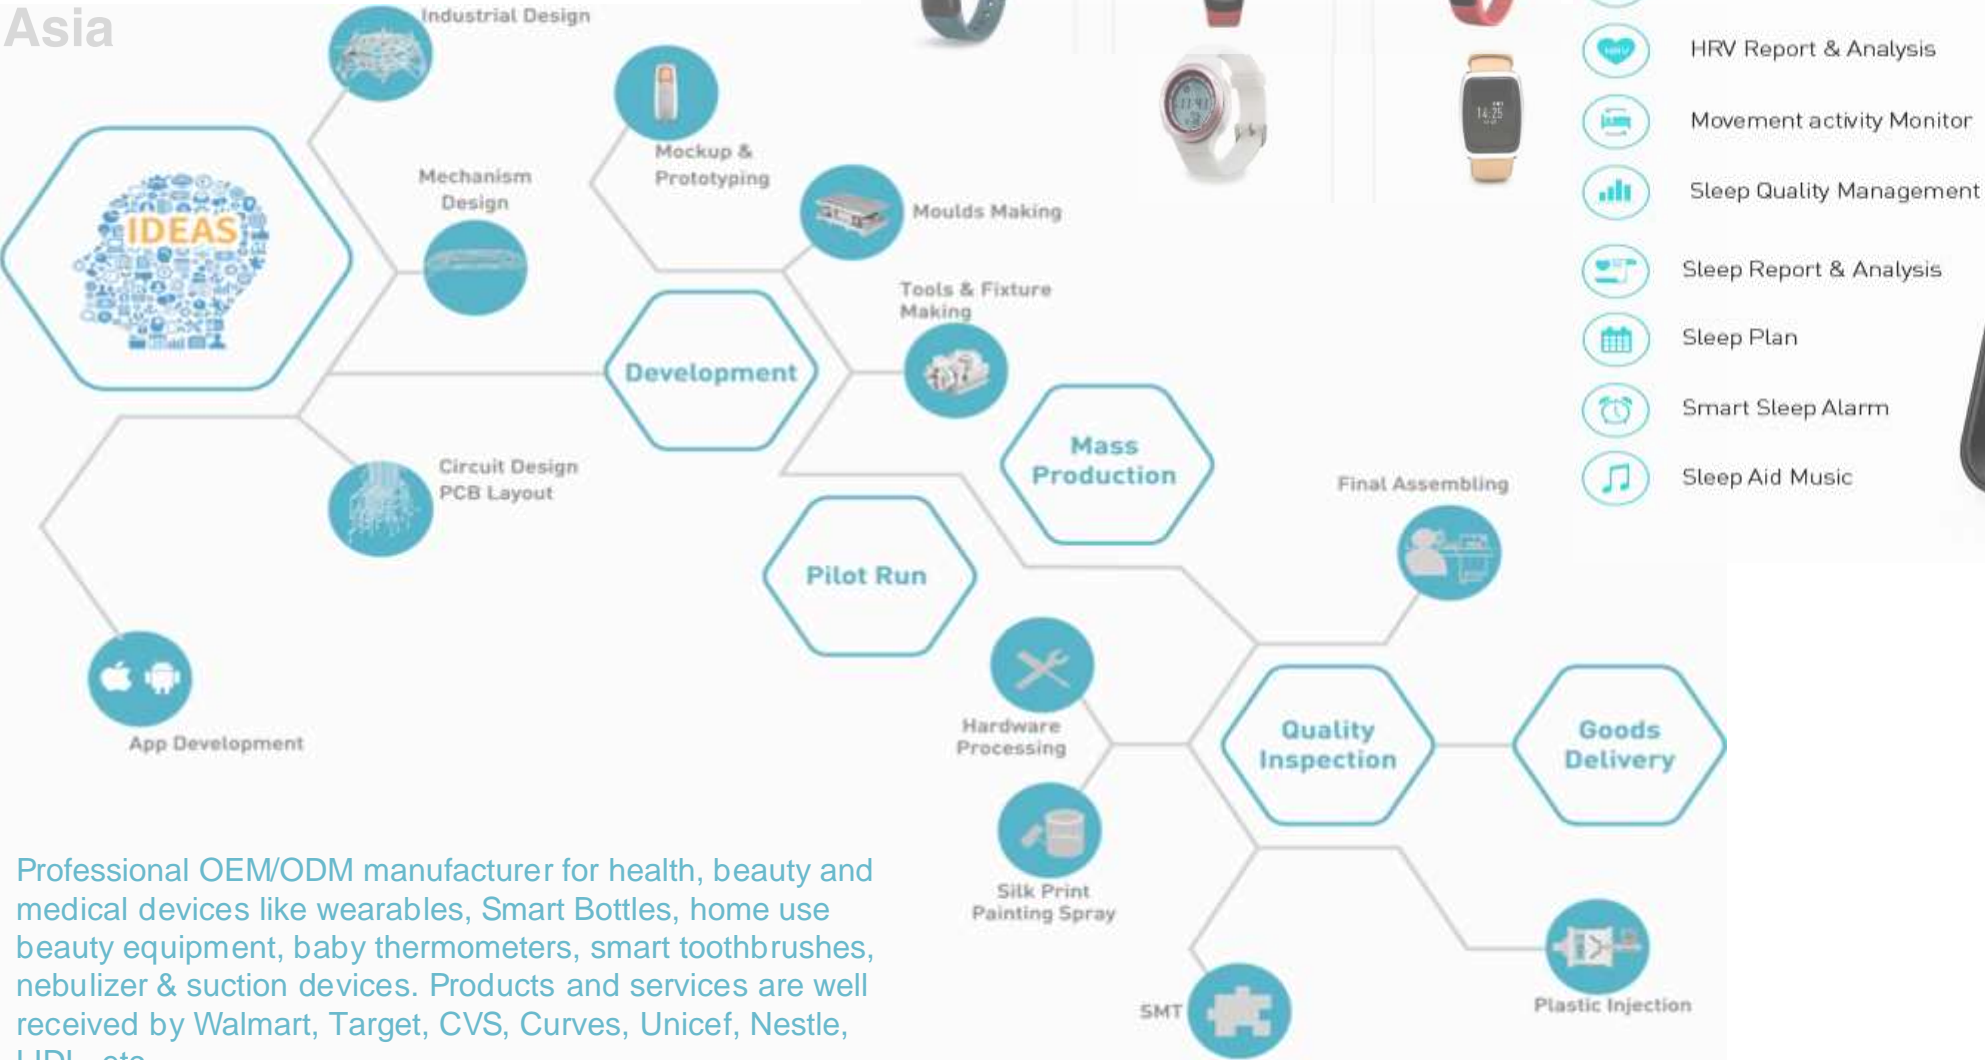 Asia
Industrial Design
Mockup &
Prototyping
Mechanism
Design
Moulds Making
Tools & Fixture
Making
IDEAS
Development
Mass
Production
Circuit Design
PCB Layout
Pilot Run
Final Assembling
App Development
Hardware
Processing
Quality
Inspection
Goods
Delivery
Silk Print
Painting Spray
SMT
Plastic Injection
HRV
HRV Report & Analysis
Movement activity Monitor
Sleep Quality Management
Sleep Report & Analysis
Sleep Plan
Smart Sleep Alarm
Sleep Aid Music
14:25
Professional OEM/ODM manufacturer for health, beauty and
medical devices like wearables, Smart Bottles, home use
beauty equipment, baby thermometers, smart toothbrushes,
nebulizer & suction devices. Products and services are well
received by Walmart, Target, CVS, Curves, Unicef, Nestle,